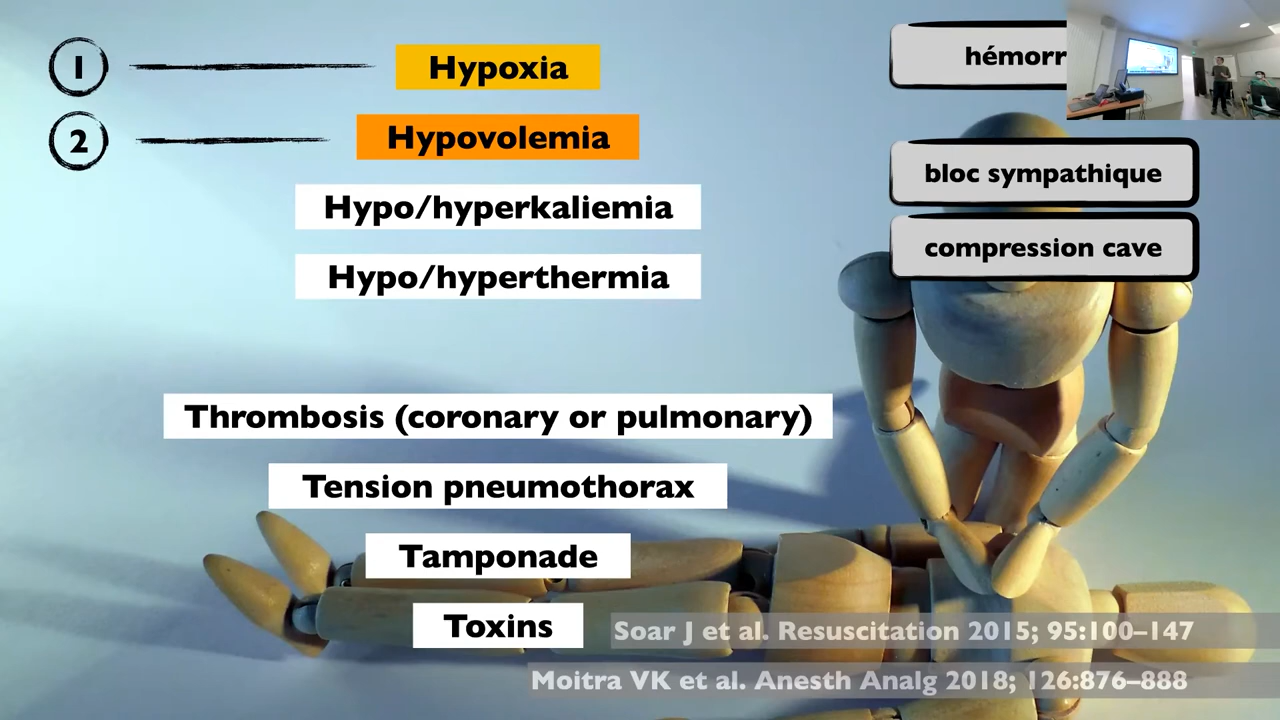 1
Hypoxia
2
Hypovolemia
Hypo/hyperkaliemia
Hypo/hyperthermia
Thrombosis (coronary or pulmonary)
Tension pneumothorax
Tamponade
Toxins
bloc sympathique
compression cave
Soar J et al. Resuscitation 2015; 95:100–147
Moitra VK et al. Anesth Analg 2018; 126:876–888